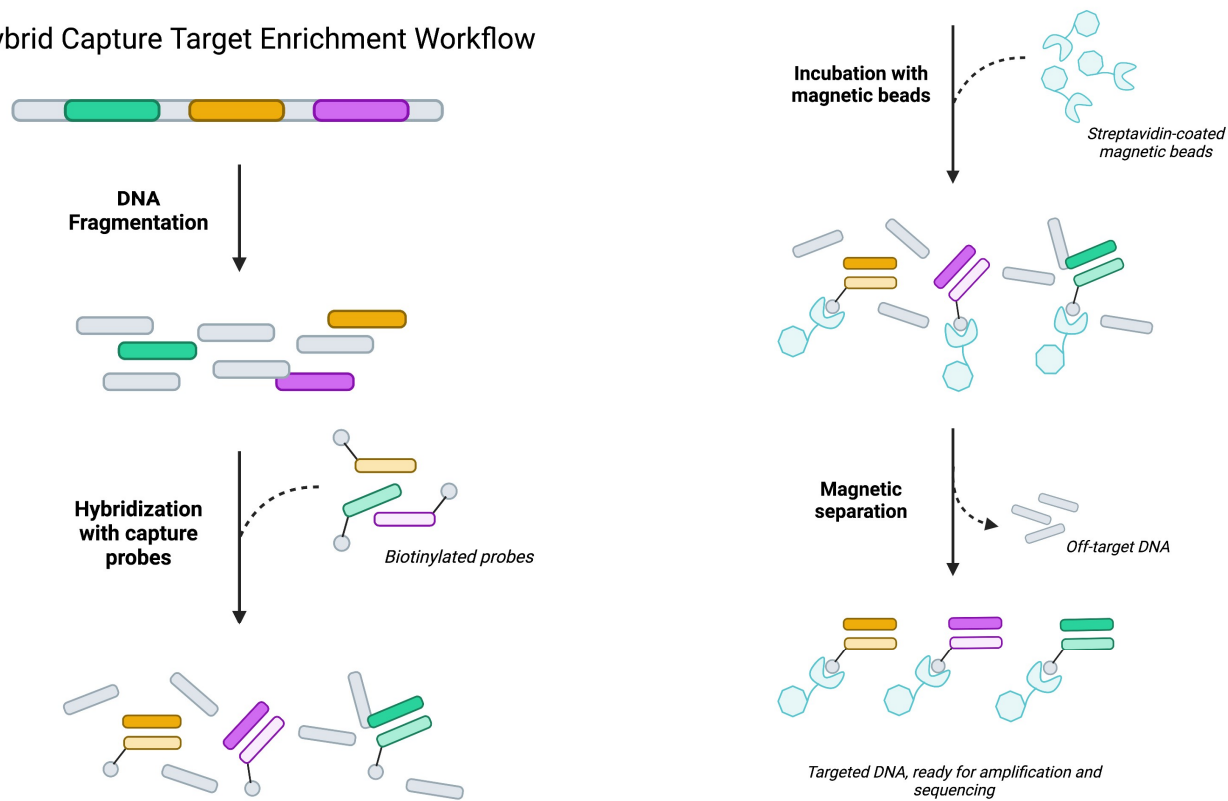 ybrid Capture Target Enrichment Workflow
DNA
Fragmentation
Hybridization
with capture
probes
Biotinylated probes
Incubation with
magnetic beads
Streptavidin-coated
magnetic beads
Magnetic
separation
Off-target DNA
Targeted DNA, ready for amplification and
sequencing